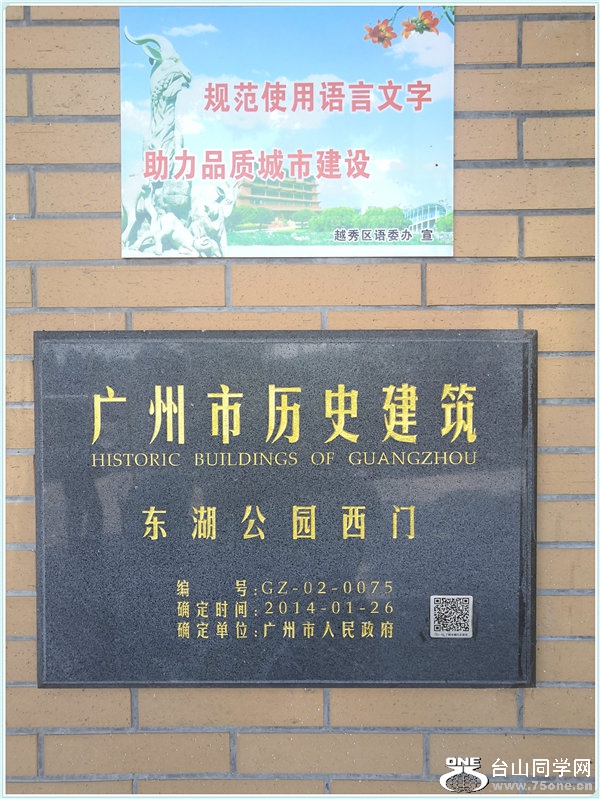 规范使用语言文字
助力品质城市建设
越秀区语委办 宣
广州市历史建筑
HISTORIC BUILDINGS OF GUANGZHOU
东湖公园西门
编 号:GZ-02-0075
确定时间:2014-01-26
确定单位:广州市人民政府
ONE 台山同学网
www.75one.cn